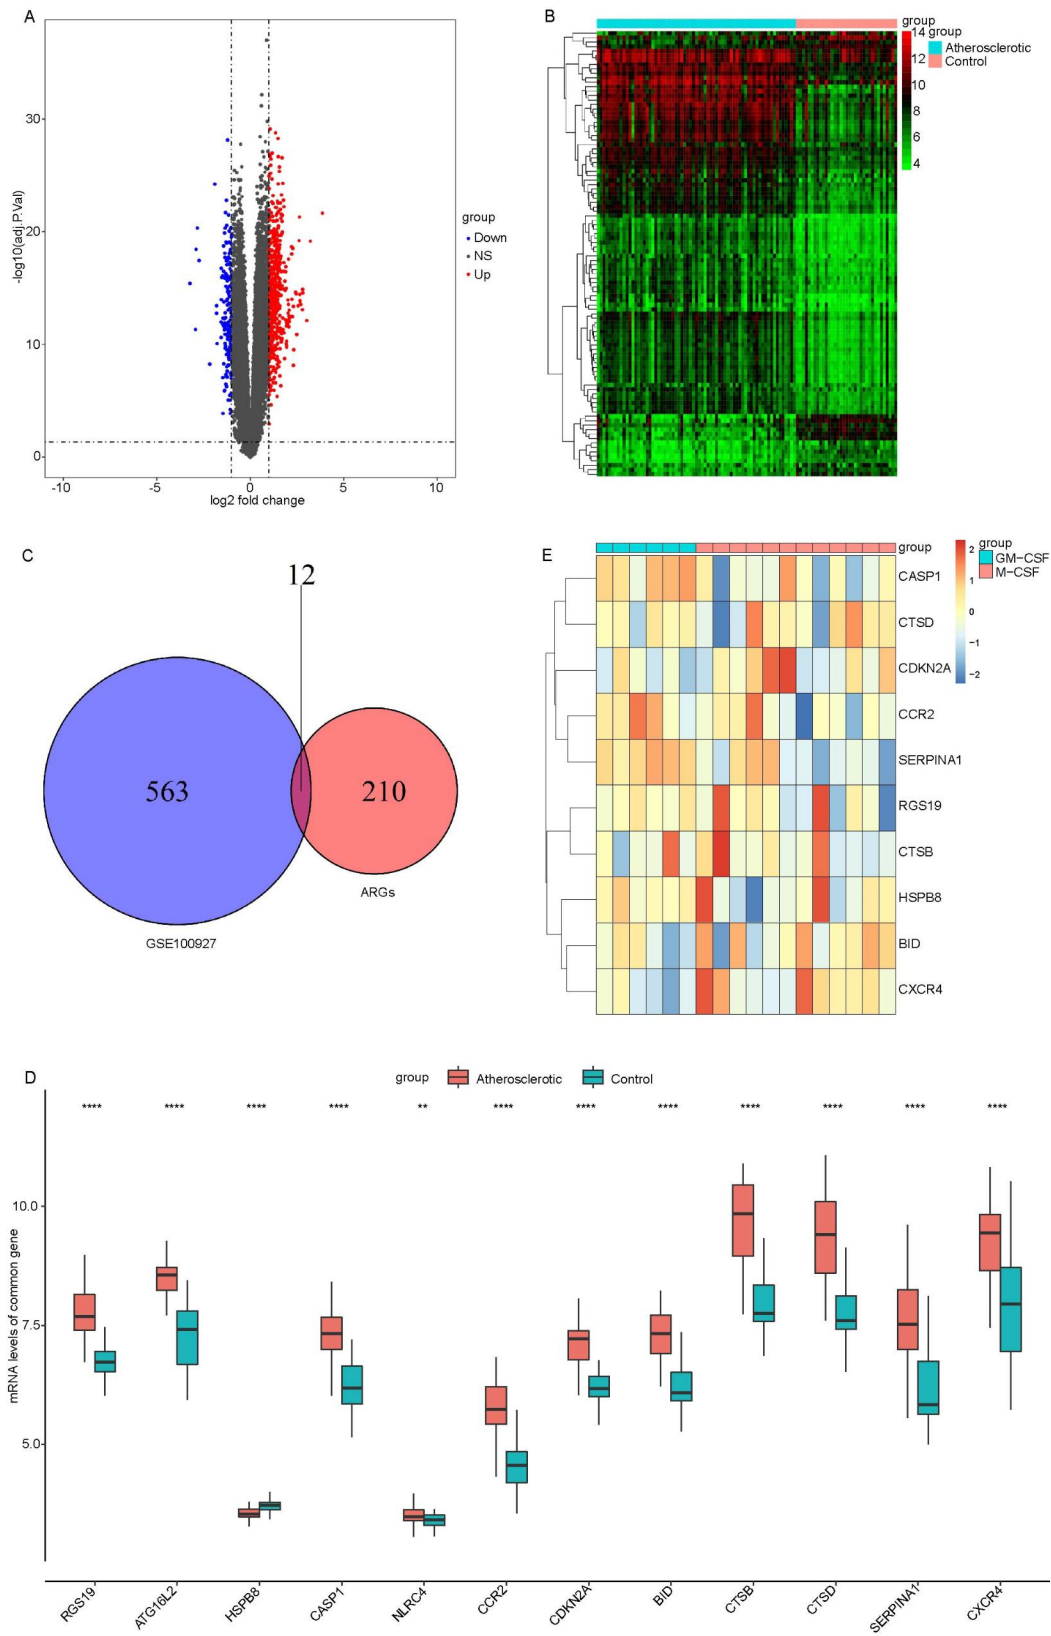 A
-log10(adj.P.Val)
30
20
10
0
-10
-5
0
5
10
log2 fold change
group
Down
NS
Up
B
group
14
12
10
8
6
4
group
Atherosclerotic
Control
C
12
563
210
ARGs
GSE100927
E
group
CASP1
CTSD
CDKN2A
CCR2
SERPINA1
RGS19
CTSB
HSPB8
BID
CXCR4
2
1
0
−1
−2
group
GM−CSF
M−CSF
D
group
Atherosclerotic
Control
**** **** **** **** ** **** **** **** **** **** **** ****
mRNA levels of common gene
10.0
7.5
5.0
RGS19
ATG16L2
HSPB8
CASP1
NLRC4
CCR2
CDKN2A
BID
CTSB
CTSD
SERPINA1
CXCR4